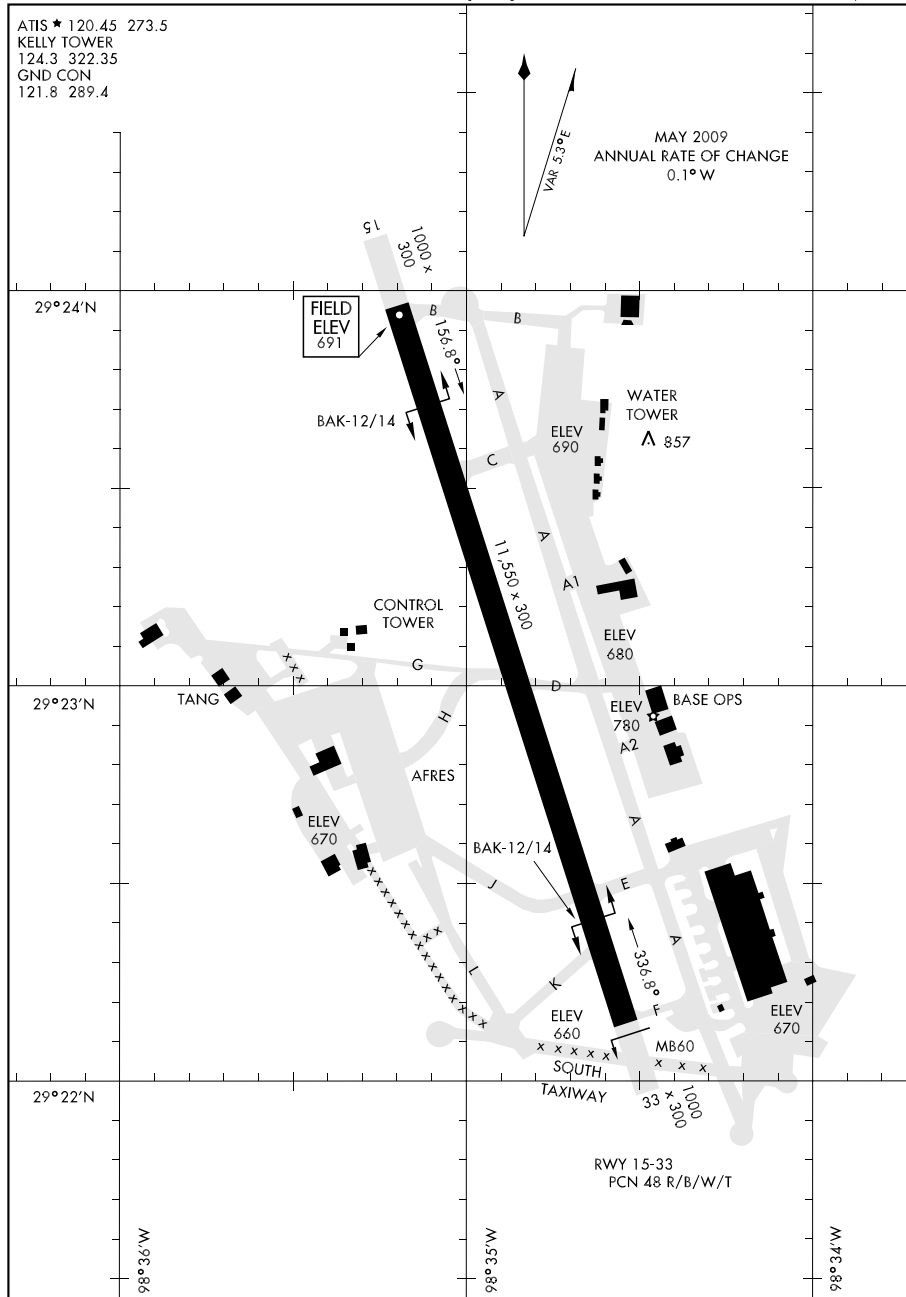 ATIS ★ 120.45 273.5
KELLY TOWER
124.3 322.35
GND CON
121.8 289.4
VAR 5.3°E
MAY 2009
ANNUAL RATE OF CHANGE
0.1° W
15
1000 x
300
29°24'N
FIELD
ELEV
691
B
B
156.8°
A
BAK-12/14
WATER
TOWER
857
ELEV
690
C
A
11,550 x 300
A1
CONTROL
TOWER
ELEV
680
G
D
29°23'N
TANG
BASE OPS
ELEV
780
H
A2
AFRES
ELEV
670
A
BAK-12/14
J
E
A
336.8°
L
K
F
ELEV
660
ELEV
670
MB60
SOUTH
TAXIWAY
29°22'N
33
1000
x 300
RWY 15-33
PCN 48 R/B/W/T
98°36'W
98°35'W
98°34'W